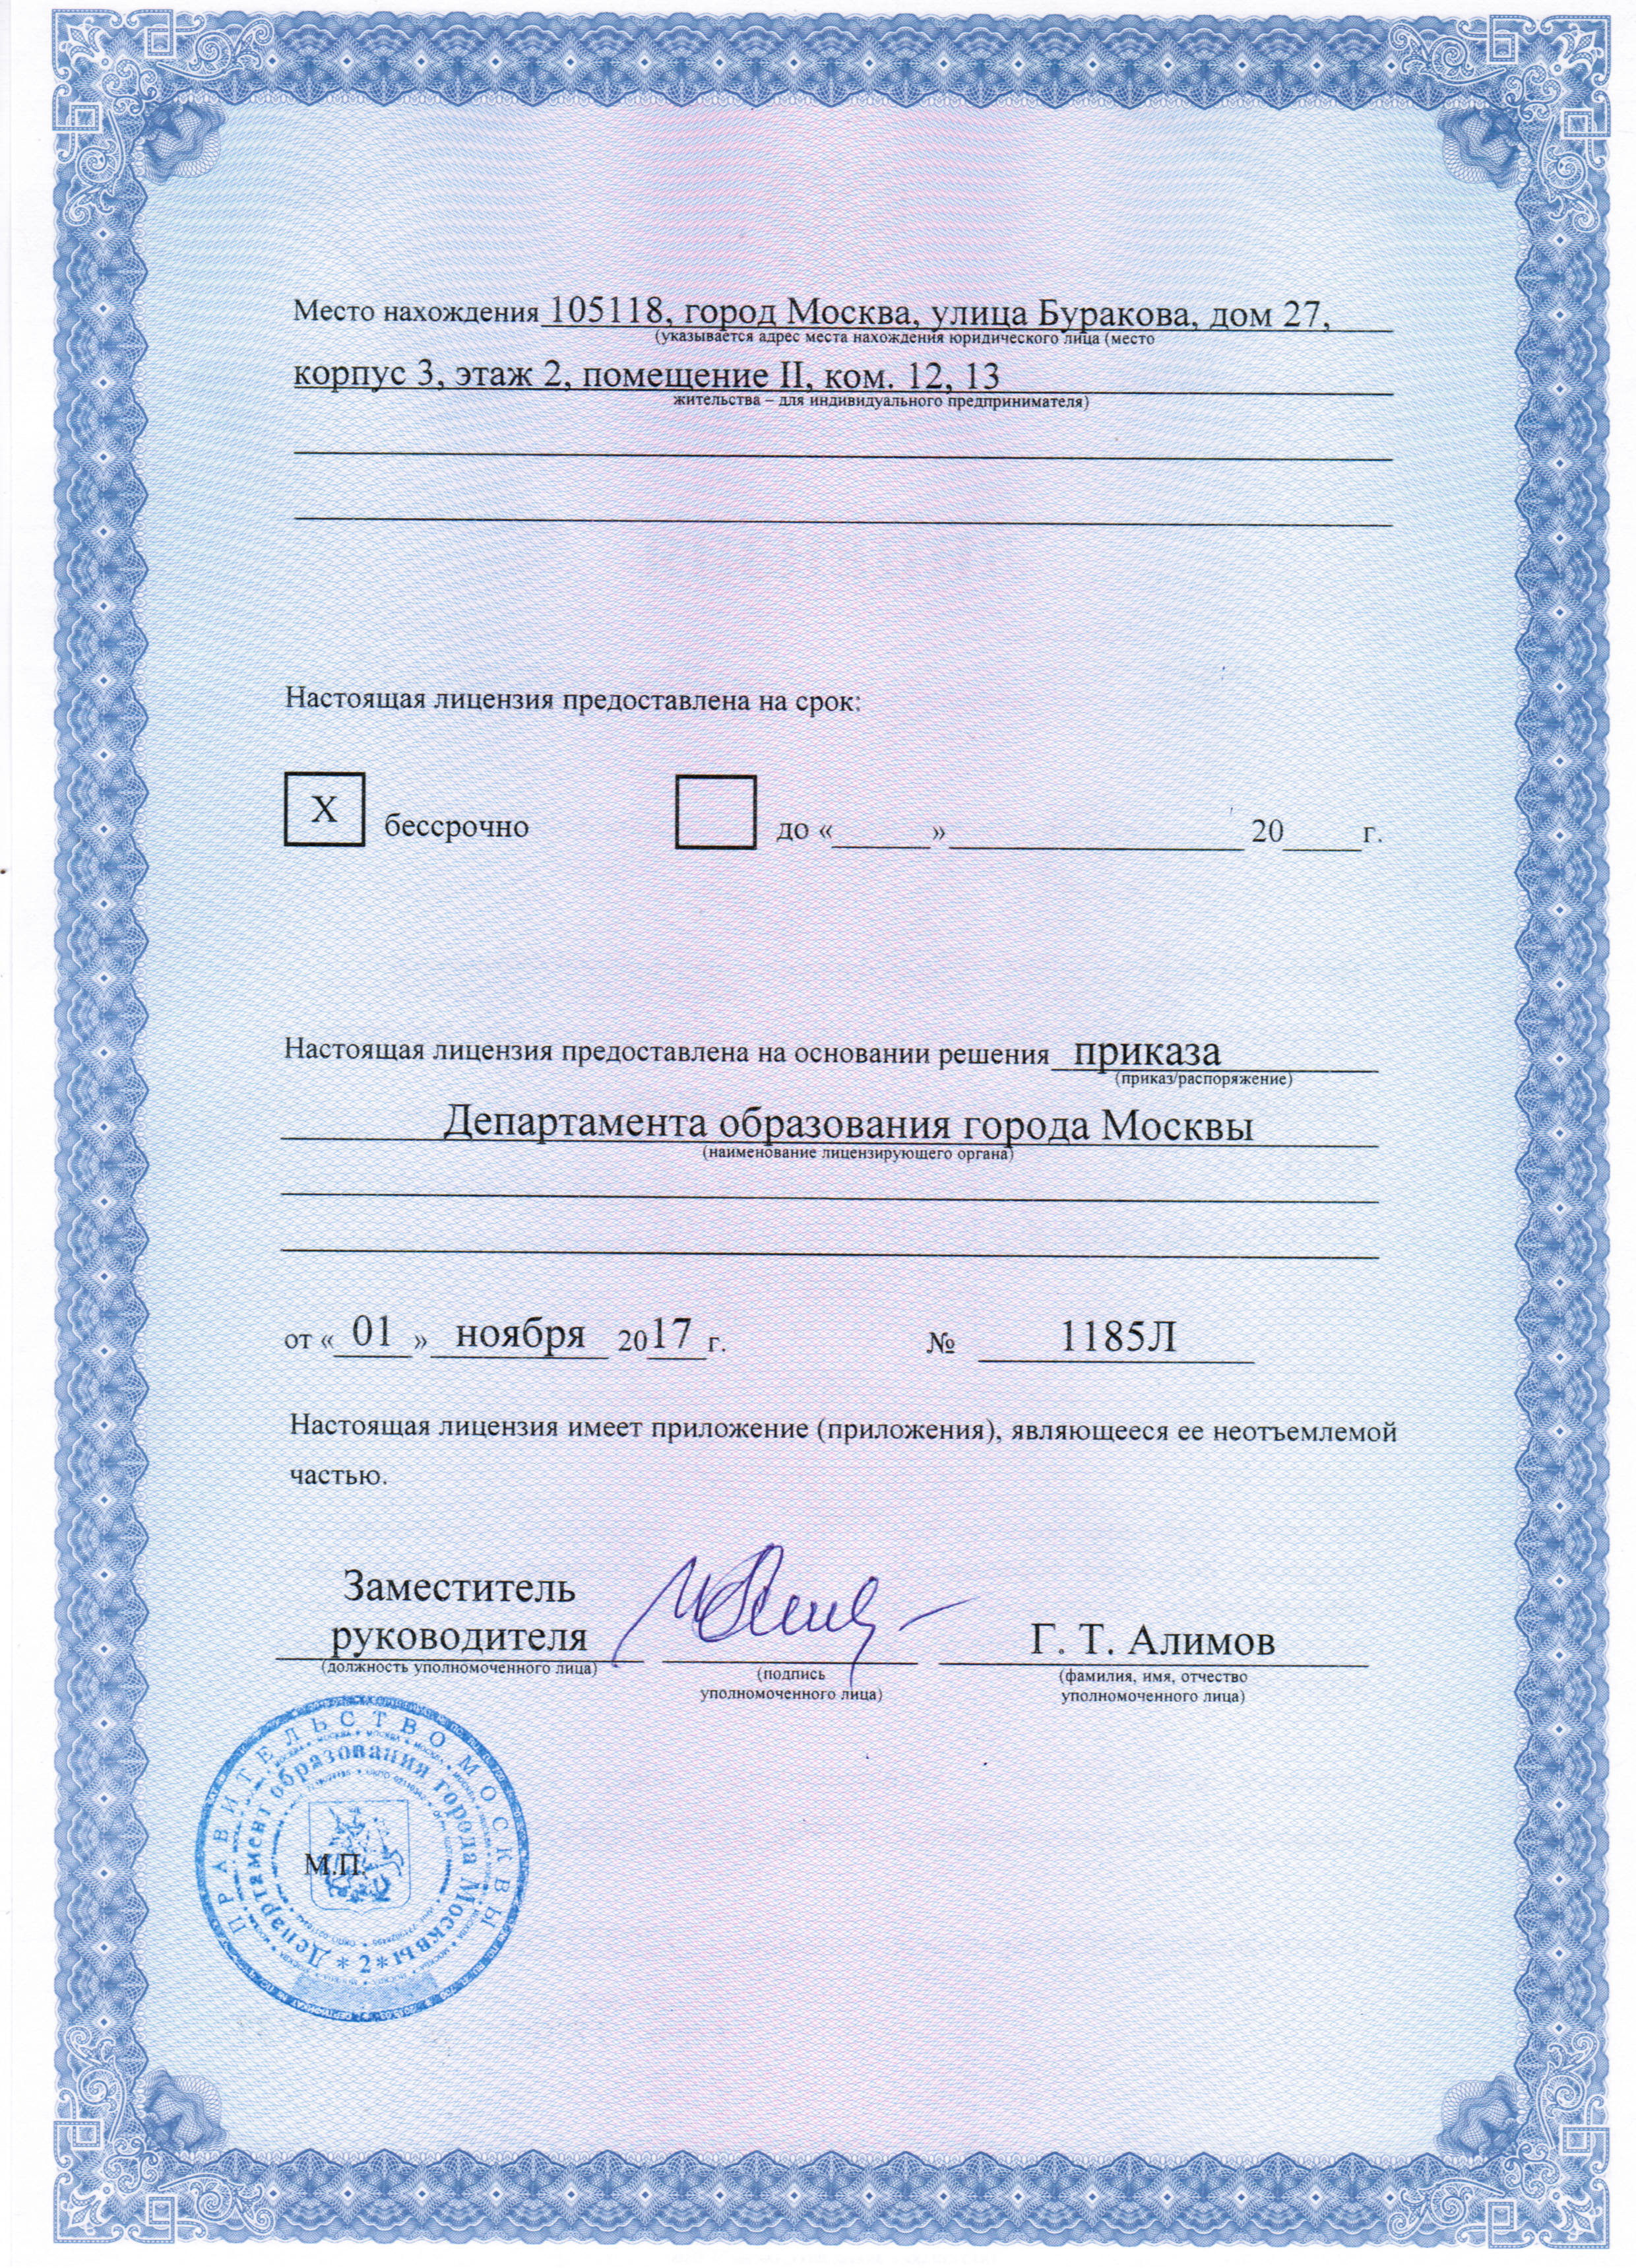 Место нахождения 105118, город Москва, улица Буракова, дом 27,
(указывается адрес места нахождения юридического лица (место
корпус 3, этаж 2, помещение II, ком. 12, 13
жительства – для индивидуального предпринимателя)
Настоящая лицензия предоставлена на срок:
X бессрочно до «______»__________________20_____г.
Настоящая лицензия предоставлена на основании решения приказа
(приказ/распоряжение)
Департамента образования города Москвы
(наименование лицензирующего органа)
от « 01 » ноября 2017 г. № 1185Л
Настоящая лицензия имеет приложение (приложения), являющееся ее неотъемлемой
частью.
Заместитель
руководителя Г. Т. Алимов
(должность уполномоченного лица) (подпись (фамилия, имя, отчество
уполномоченного лица) уполномоченного лица)
ПРАВИТЕЛЬСТВО МОСКВЫ
Департамент образования города Москвы
* 2 *
М.П.